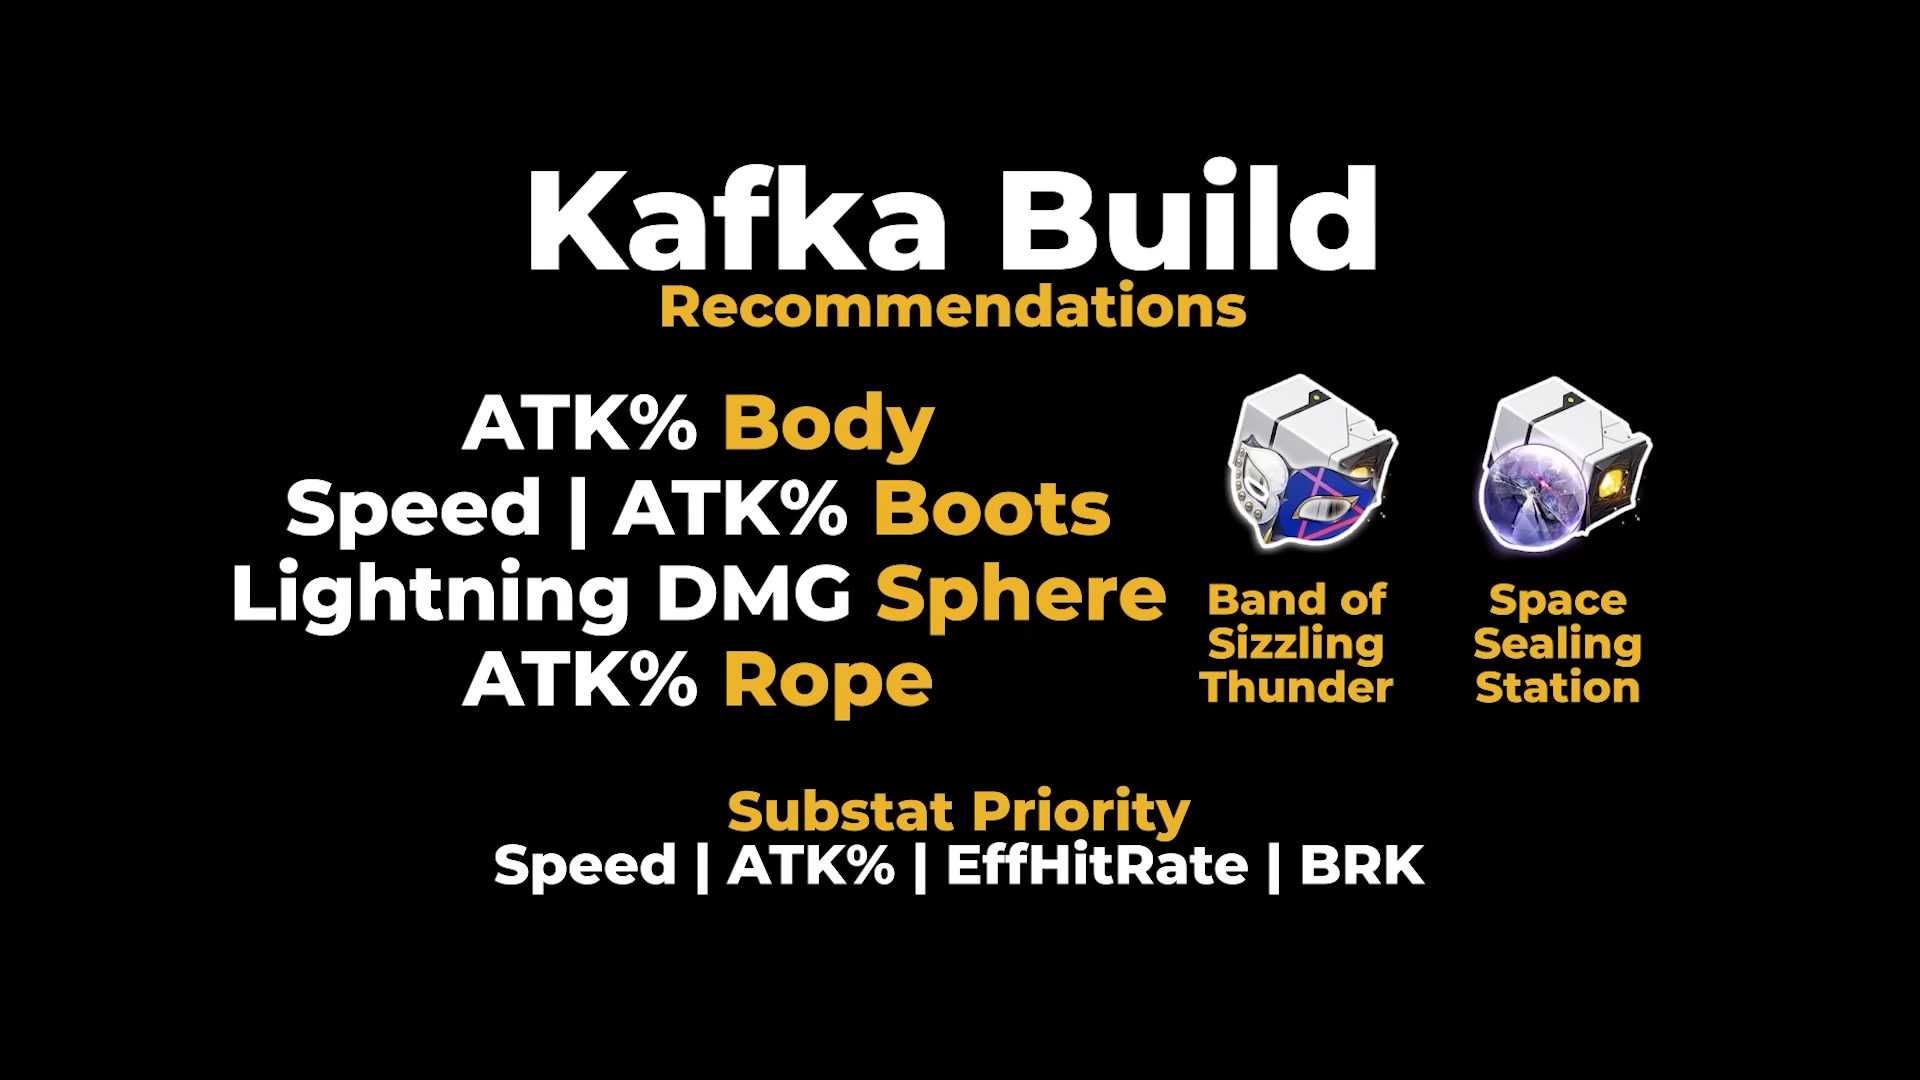 Kafka Build
Recommendations
ATK% Body
Speed | ATK% Boots
Lightning DMG Sphere
ATK% Rope
Band of
Sizzling
Thunder
Space
Sealing
Station
Substat Priority
Speed | ATK% | EffHitRate | BRK